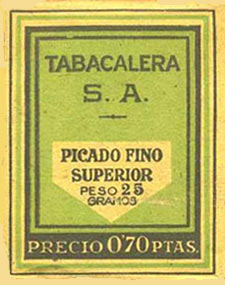 TABACALERA
S. A.
PICADO FINO
SUPERIOR
PESO 25
GRAMOS
PRECIO 0'70 PTAS.